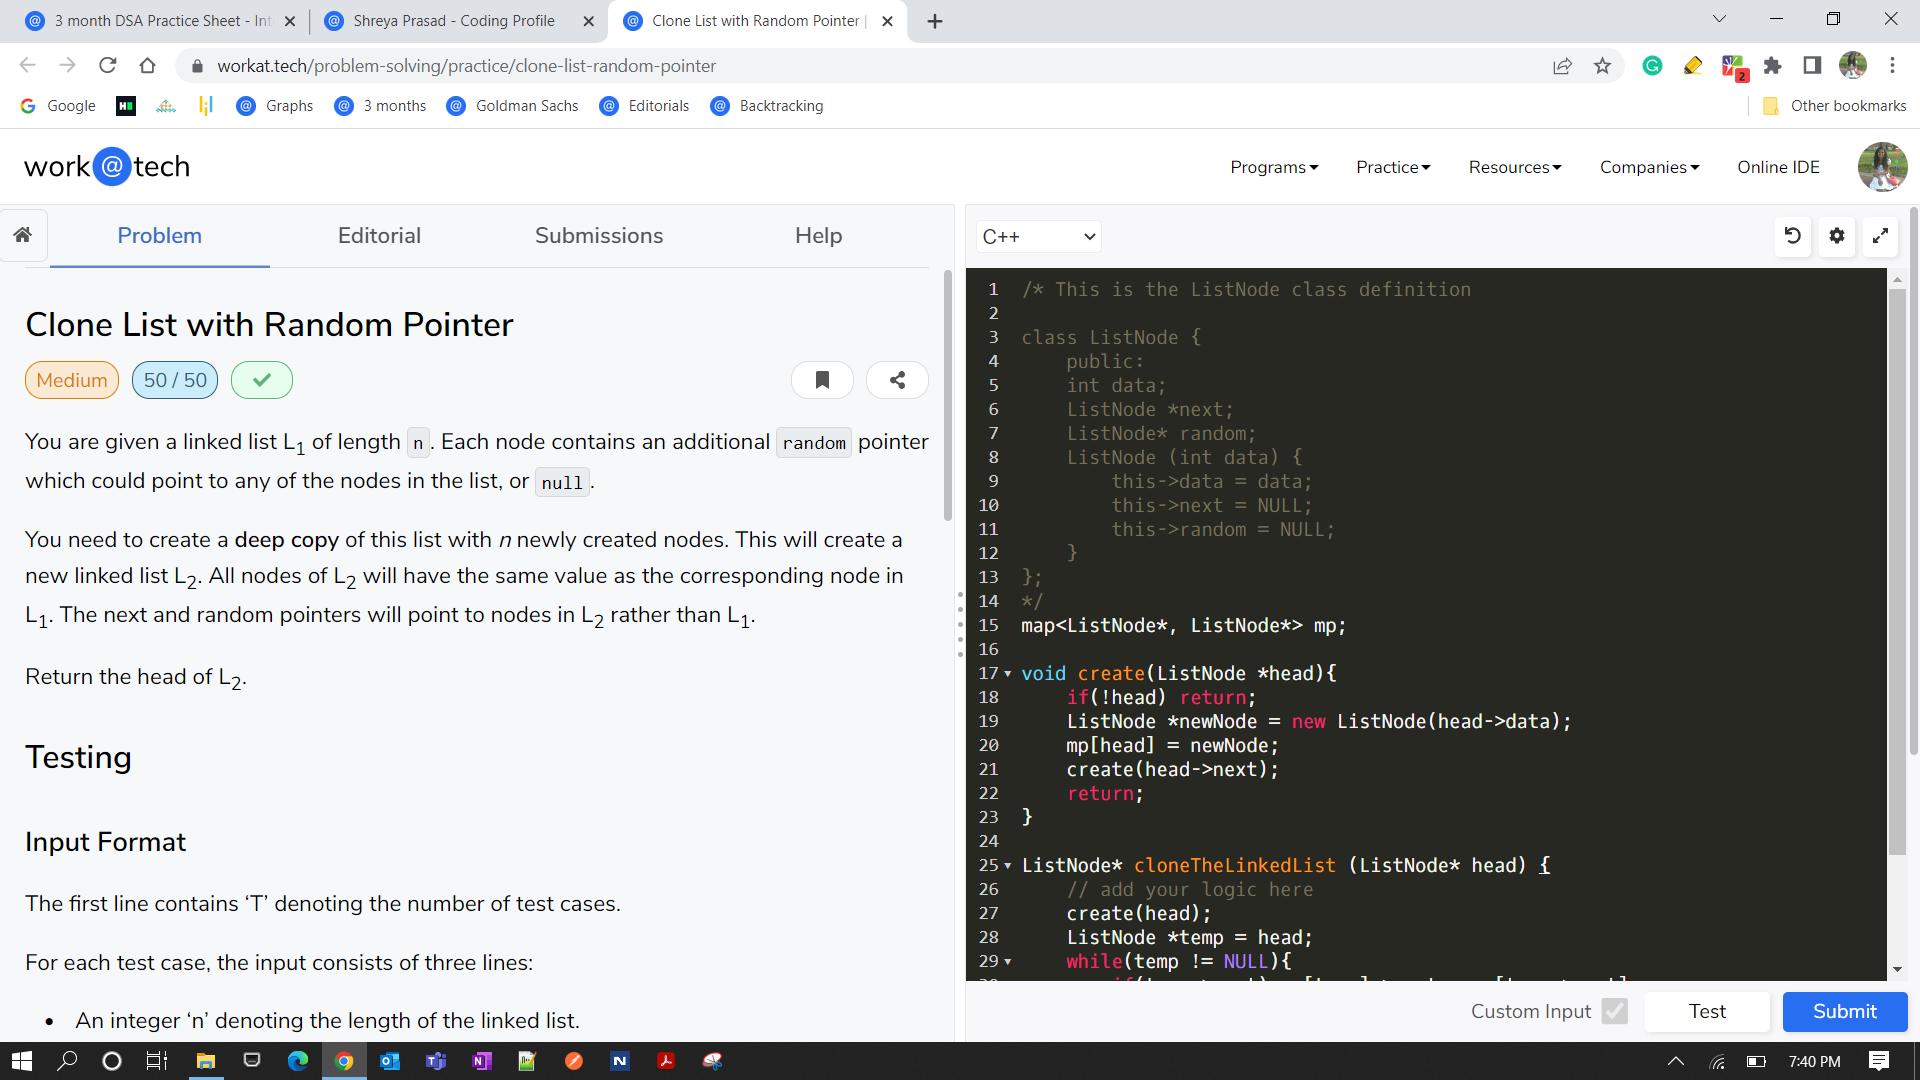 3 month DSA Practice Sheet - Int
Shreya Prasad - Coding Profile
Clone List with Random Pointer |
workat.tech/problem-solving/practice/clone-list-random-pointer
2
Google
Graphs
3 months
Goldman Sachs
Editorials
Backtracking
Other bookmarks
work@tech
Programs
Practice
Resources
Companies
Online IDE
Problem
Editorial
Submissions
Help
Clone List with Random Pointer
Medium
50 / 50
You are given a linked list L1 of length n. Each node contains an additional random pointer
which could point to any of the nodes in the list, or null.
You need to create a deep copy of this list with n newly created nodes. This will create a
new linked list L2. All nodes of L2 will have the same value as the corresponding node in
L1. The next and random pointers will point to nodes in L2 rather than L1.
Return the head of L2.
Testing
Input Format
The first line contains ‘T’ denoting the number of test cases.
For each test case, the input consists of three lines:
• An integer ‘n’ denoting the length of the linked list.
C++
1 /* This is the ListNode class definition
2
3 class ListNode {
4 public:
5 int data;
6 ListNode *next;
7 ListNode* random;
8 ListNode (int data) {
9 this->data = data;
10 this->next = NULL;
11 this->random = NULL;
12 }
13 };
14 */
15 map<ListNode*, ListNode*> mp;
16
17 void create(ListNode *head){
18 if(!head) return;
19 ListNode *newNode = new ListNode(head->data);
20 mp[head] = newNode;
21 create(head->next);
22 return;
23 }
24
25 ListNode* cloneTheLinkedList (ListNode* head) {
26 // add your logic here
27 create(head);
28 ListNode *temp = head;
29 while(temp != NULL){
Custom Input
Test
Submit
7:40 PM